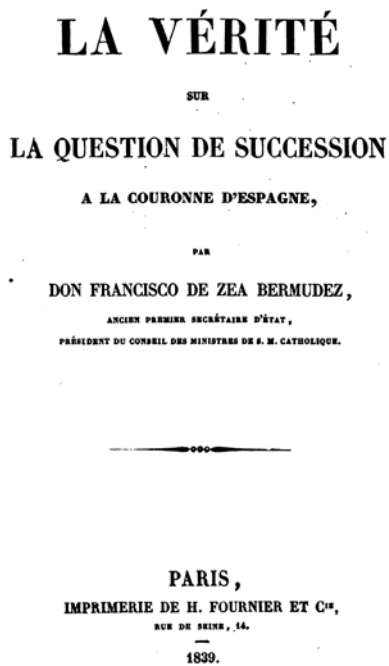 LA VÉRITÉ
SUR
LA QUESTION DE SUCCESSION
A LA COURONNE D'ESPAGNE,
PAR
DON FRANCISCO DE ZEA BERMUDEZ,
ANCIEN PREMIER SECRÉTAIRE D'ÉTAT,
PRÉSIDENT DU CONSEIL DES MINISTRES DE S. M. CATHOLIQUE.
PARIS,
IMPRIMERIE DE H. FOURNIER ET Cie,
RUE DE SEINE, 14.
1839.